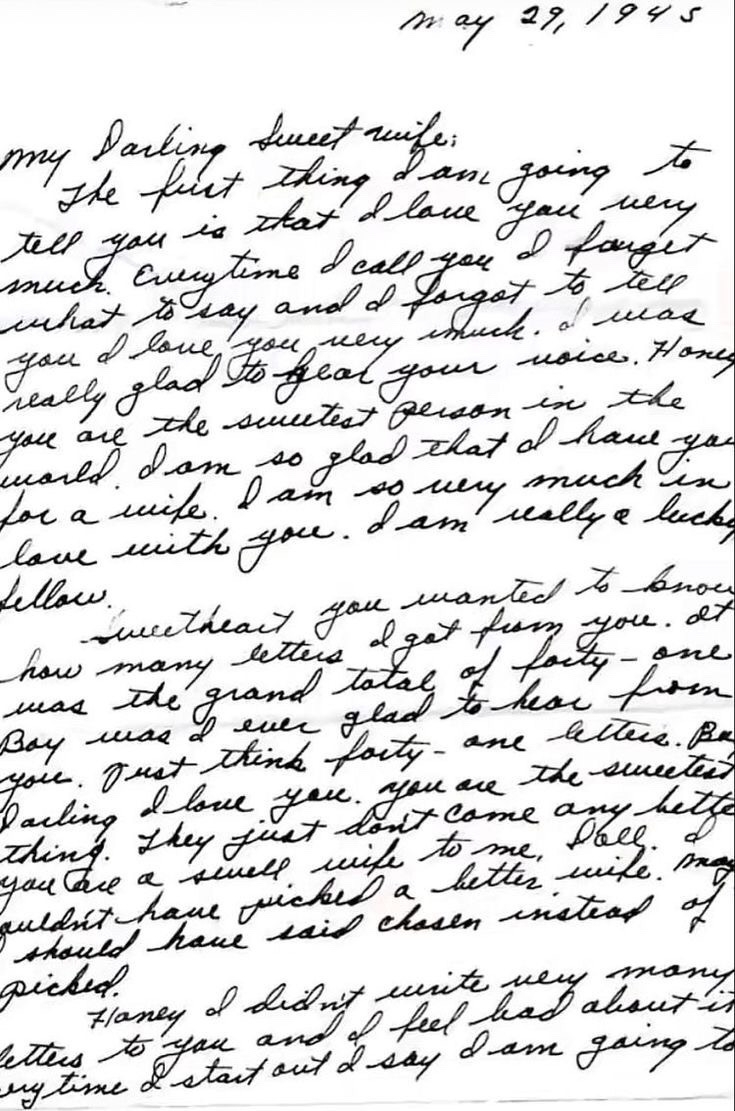 may 29, 1945
my Darling Sweet wife:
The first thing I am going to
tell you is that I love you very
much. Everytime I call you I forget
what to say and I forgot to tell
you I love you very much. I was
really glad to hear your voice. Honey
you are the sweetest person in the
world. I am so glad that I have you
for a wife. I am so very much in
love with you. I am really a lucky
fellow.
Sweetheart you wanted to know
how many letters I got from you. It
was the grand total of forty-one
Boy was I ever glad to hear from
you. Just think forty-one letters.
Darling I love you. you are the sweetest
thing. They just don't come any bette
you are a swell wife to me, Doll. I
ouldn't have picked a better wife. may
I should have said chosen instead of
picked.
Honey I didn't write very many
letters to you and I feel bad about it
erytime I start out I say I am going to